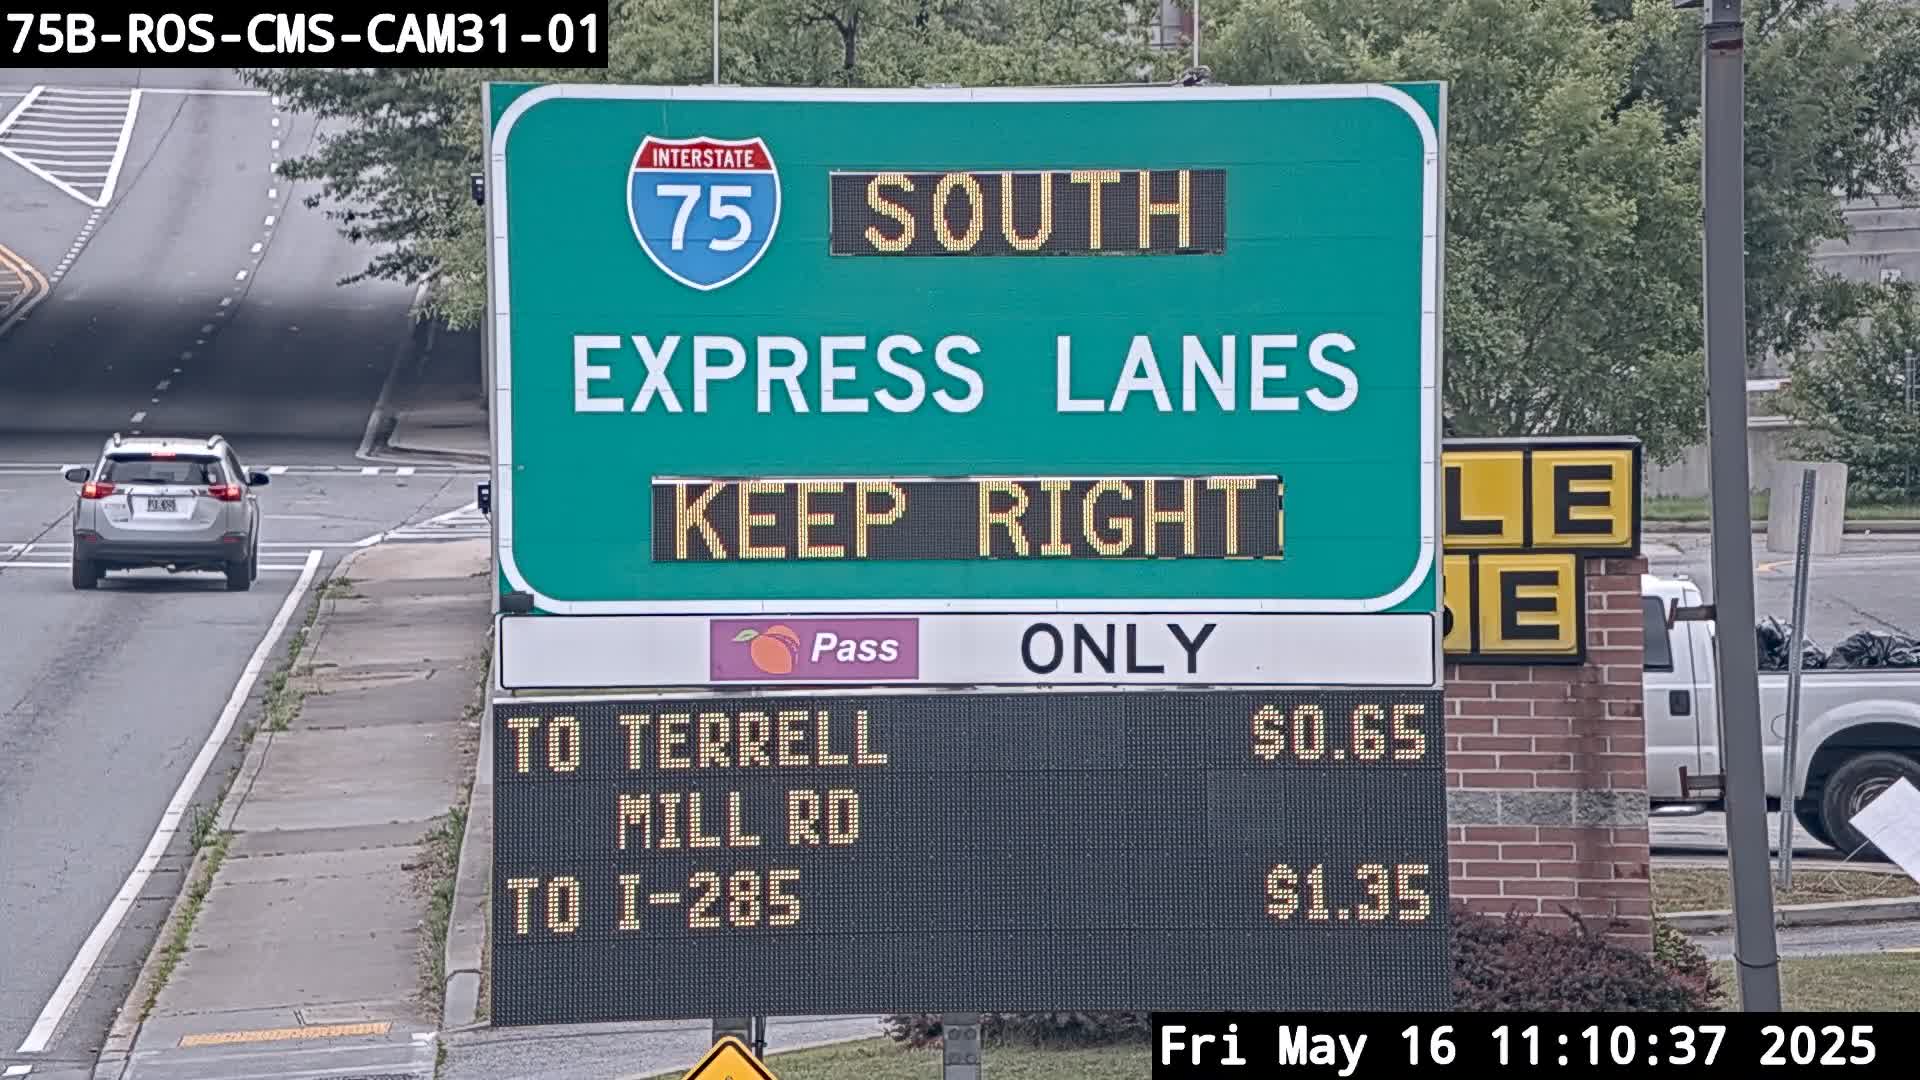 75B-ROS-CMS-CAM31-01
INTERSTATE
75
SOUTH
EXPRESS LANES
KEEP RIGHT
Pass ONLY
TO TERRELL $0.65
MILL RD
TO I-285 $1.35
LE
E
Fri May 16 11:10:37 2025